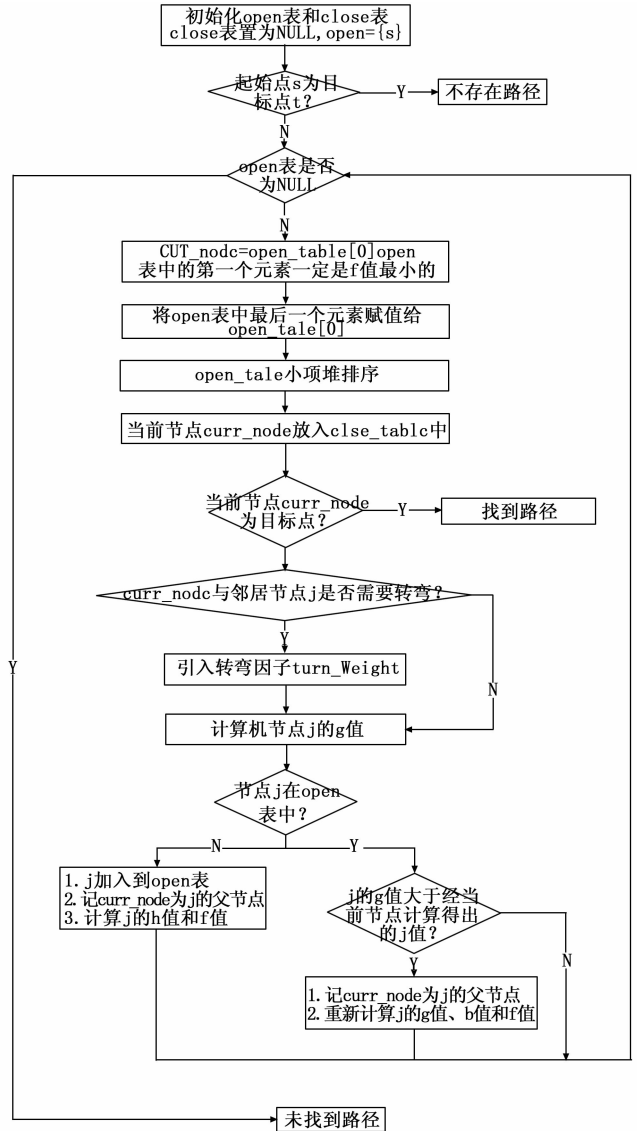 初始化open表和close表
close表置为NULL,open={s}
起始点s为目
标点t?
Y
不存在路径
N
open表是否
为NULL
N
CUT_nodc=open_table[0]open
表中的第一个元素一定是f值最小的
将open表中最后一个元素赋值给
open_tale[0]
open_tale小项堆排序
当前节点curr_node放入clse_tablc中
当前节点curr_node
为目标点?
Y
找到路径
curr_nodc与邻居节点j是否需要转弯?
Y
Y
引入转弯因子turn_Weight
N
计算机节点j的g值
节点j在open
表中?
N
Y
1.j加入到open表
2.记curr_node为j的父节点
3.计算j的h值和f值
j的g值大于经当
前节点计算得出
的j值?
N
Y
1.记curr_node为j的父节点
2.重新计算j的g值、b值和f值
未找到路径